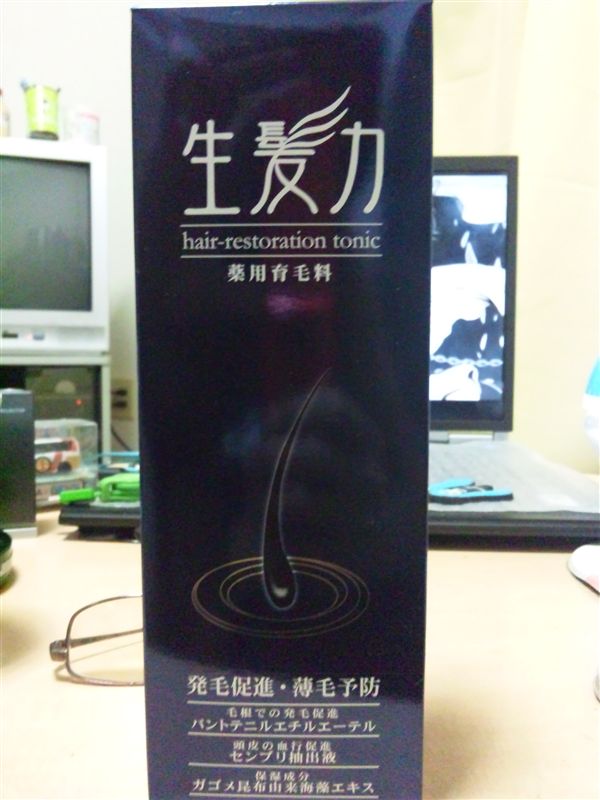 生髪力
hair-restoration tonic
薬用育毛料
発毛促進・薄毛予防
毛根での発毛促進
パントテニルエチルエーテル
頭皮の血行促進
センブリ抽出液
保湿成分
ガゴメ昆布由来海藻エキス